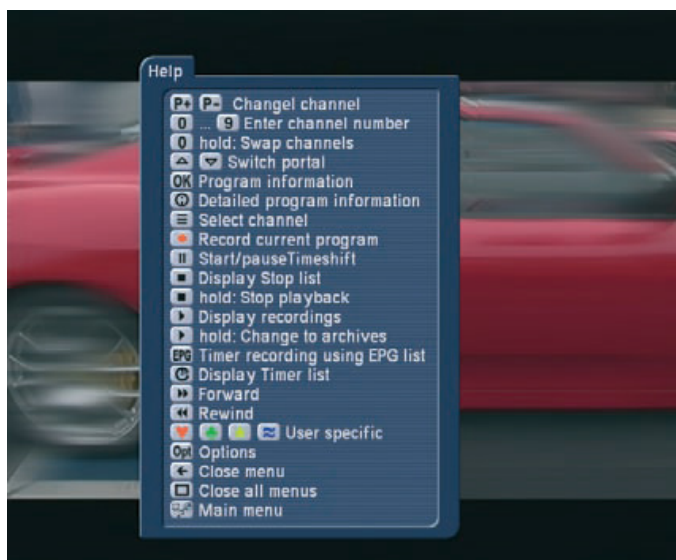 Help
P+ P- Changel channel
0 ... 9 Enter channel number
0 hold: Swap channels
Switch portal
OK Program information
Detailed program information
Select channel
Record current program
Start/pauseTimeshift
Display Stop list
hold: Stop playback
Display recordings
hold: Change to archives
EPG Timer recording using EPG list
Display Timer list
Forward
Rewind
User specific
Opt Options
Close menu
Close all menus
Main menu